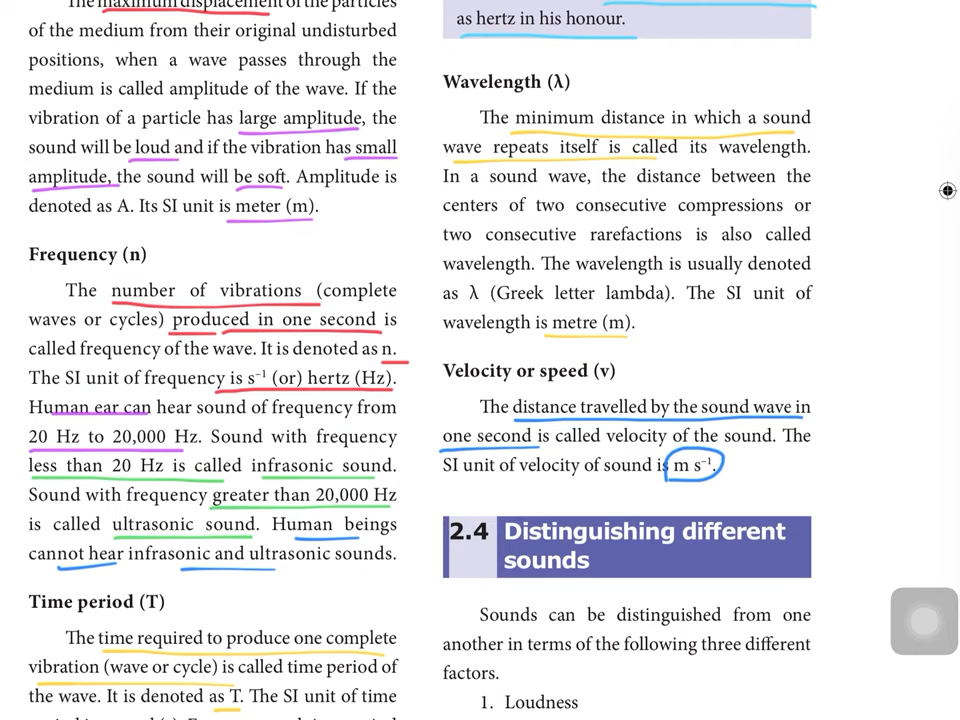 The maximum displacement of the particles
of the medium from their original undisturbed
positions, when a wave passes through the
medium is called amplitude of the wave. If the
vibration of a particle has large amplitude, the
sound will be loud and if the vibration has small
amplitude, the sound will be soft. Amplitude is
denoted as A. Its SI unit is meter (m).
Frequency (n)
The number of vibrations (complete
waves or cycles) produced in one second is
called frequency of the wave. It is denoted as n.
The SI unit of frequency is s⁻¹ (or) hertz (Hz).
Human ear can hear sound of frequency from
20 Hz to 20,000 Hz. Sound with frequency
less than 20 Hz is called infrasonic sound.
Sound with frequency greater than 20,000 Hz
is called ultrasonic sound. Human beings
cannot hear infrasonic and ultrasonic sounds.
Time period (T)
The time required to produce one complete
vibration (wave or cycle) is called time period of
the wave. It is denoted as T. The SI unit of time
as hertz in his honour.
Wavelength (λ)
The minimum distance in which a sound
wave repeats itself is called its wavelength.
In a sound wave, the distance between the
centers of two consecutive compressions or
two consecutive rarefactions is also called
wavelength. The wavelength is usually denoted
as λ (Greek letter lambda). The SI unit of
wavelength is metre (m).
Velocity or speed (v)
The distance travelled by the sound wave in
one second is called velocity of the sound. The
SI unit of velocity of sound is m s⁻¹.
2.4 Distinguishing different
sounds
Sounds can be distinguished from one
another in terms of the following three different
factors.
1. Loudness